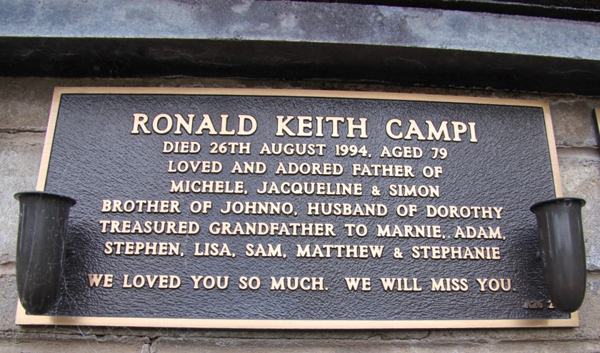 RONALD KEITH CAMPI
DIED 26TH AUGUST 1994, AGED 79
LOVED AND ADORED FATHER OF
MICHELE, JACQUELINE & SIMON
BROTHER OF JOHNNO, HUSBAND OF DOROTHY
TREASURED GRANDFATHER TO MARNIE, ADAM,
STEPHEN, LISA, SAM, MATTHEW & STEPHANIE
WE LOVED YOU SO MUCH. WE WILL MISS YOU.